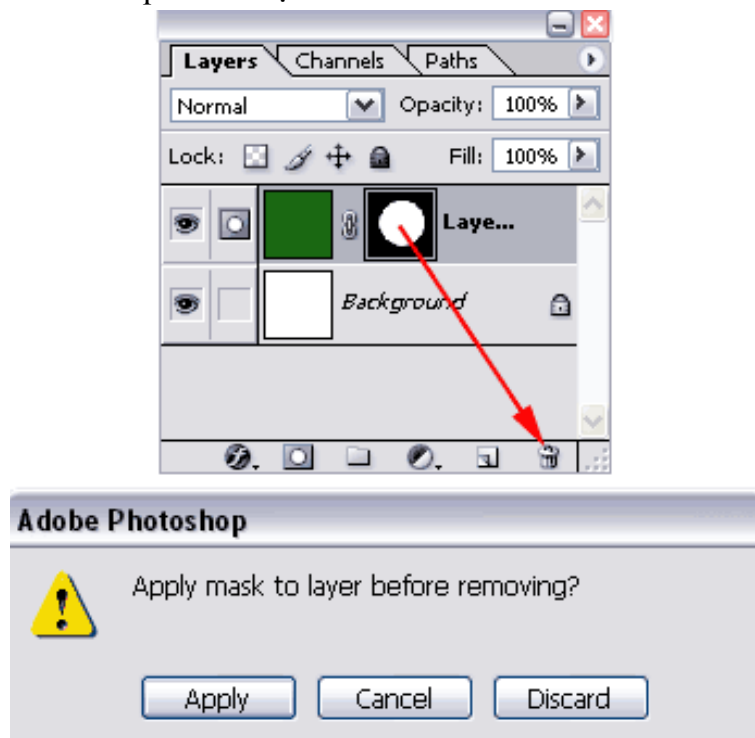 Layers Channels Paths
Normal Opacity: 100%
Lock: Fill: 100%
Laye...
Background
Adobe Photoshop
Apply mask to layer before removing?
Apply Cancel Discard